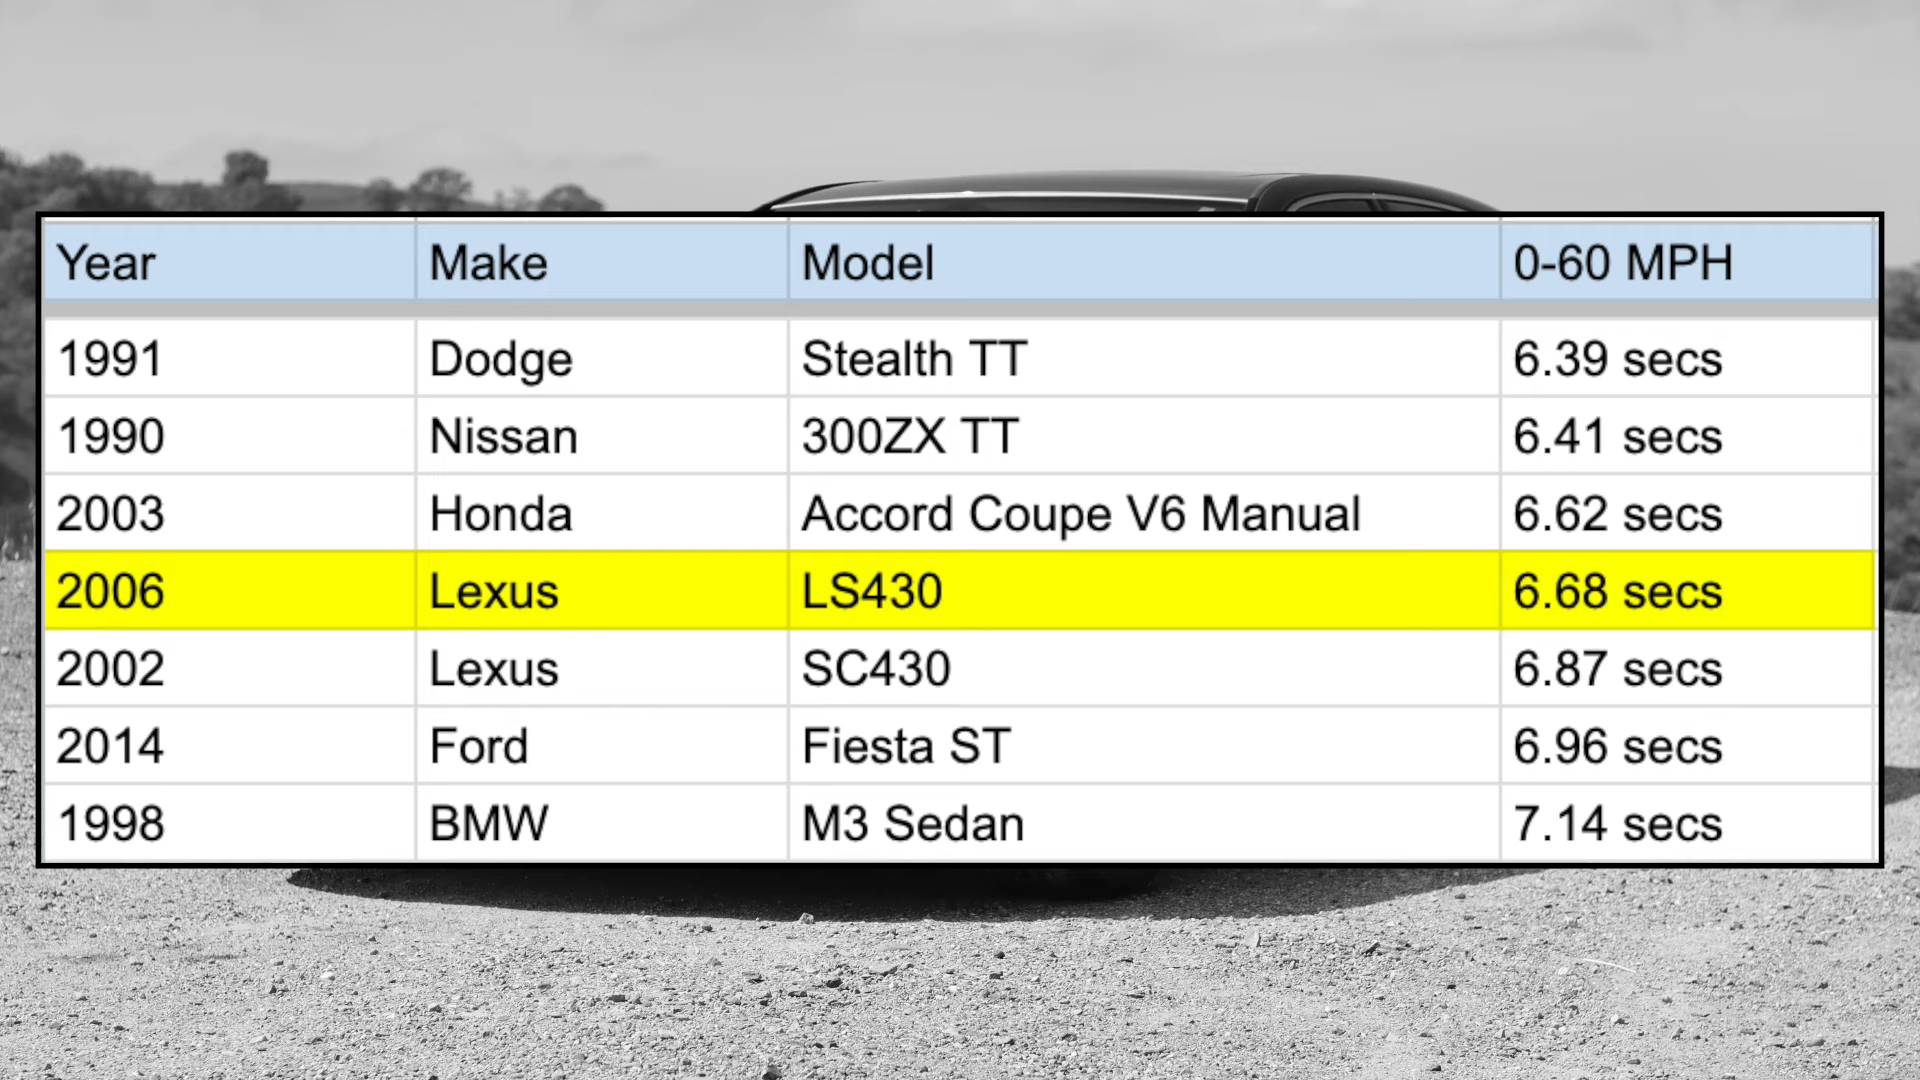 Year Make Model 0-60 MPH
1991 Dodge Stealth TT 6.39 secs
1990 Nissan 300ZX TT 6.41 secs
2003 Honda Accord Coupe V6 Manual 6.62 secs
2006 Lexus LS430 6.68 secs
2002 Lexus SC430 6.87 secs
2014 Ford Fiesta ST 6.96 secs
1998 BMW M3 Sedan 7.14 secs